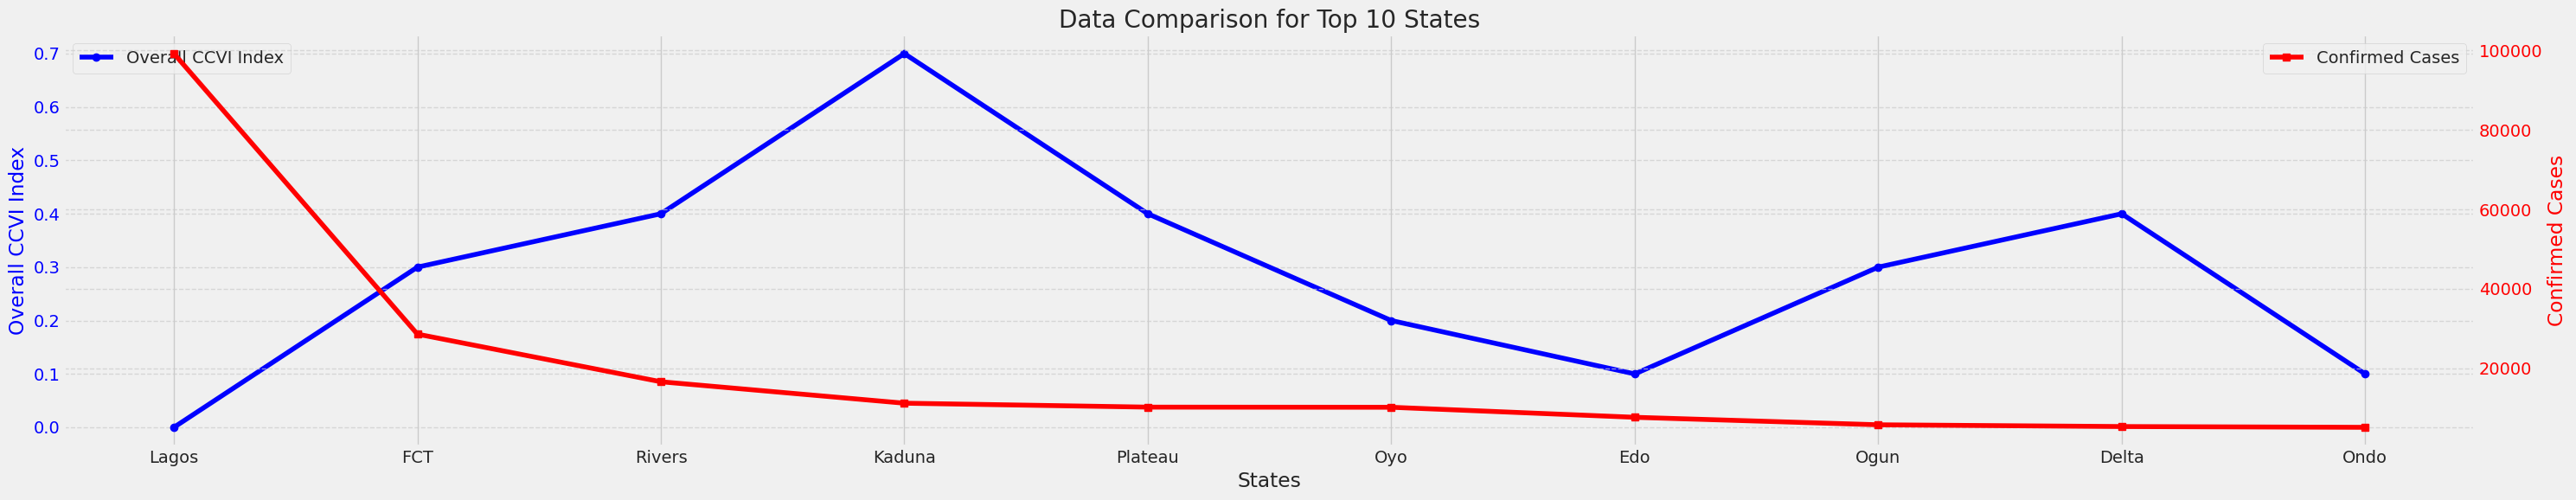 Data Comparison for Top 10 States
Overall CCVI Index
Confirmed Cases
Overall CCVI Index
0.7
0.6
0.5
0.4
0.3
0.2
0.1
0.0
100000
80000
60000
40000
20000
Confirmed Cases
Lagos FCT Rivers Kaduna Plateau Oyo Edo Ogun Delta Ondo
States